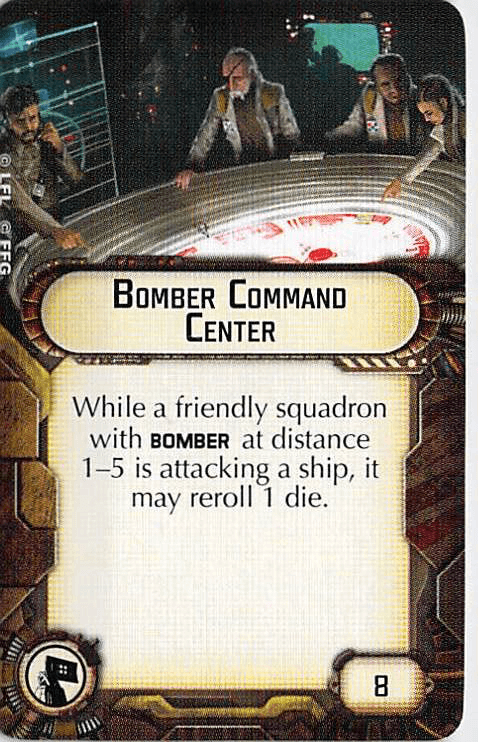 © LFL © FFG
Bomber Command
Center
While a friendly squadron
with BOMBER at distance
1–5 is attacking a ship, it
may reroll 1 die.
8